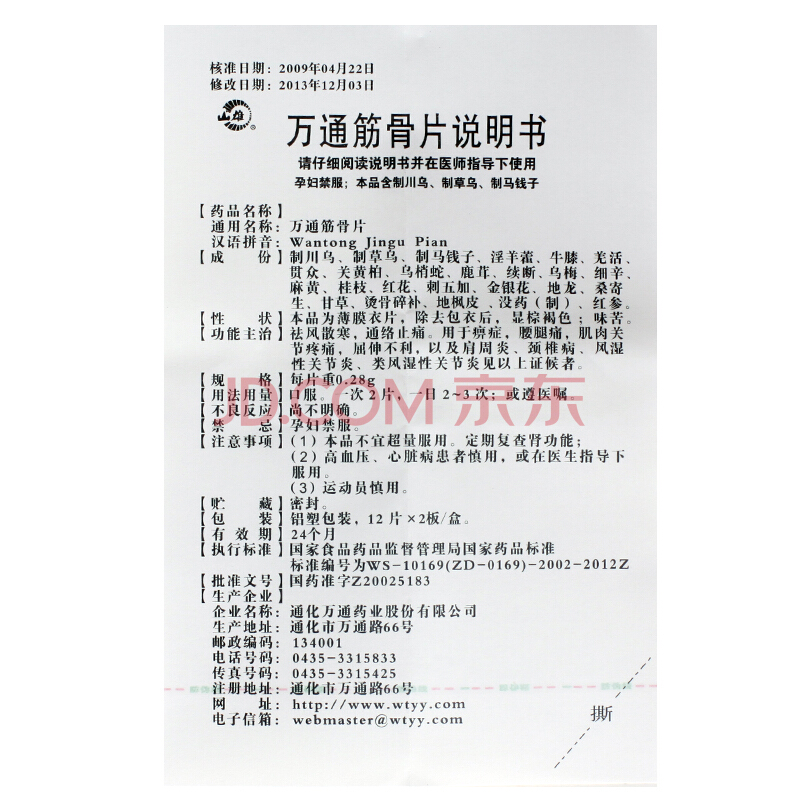 核准日期：2009年04月22日
修改日期：2013年12月03日
山雄®
万通筋骨片说明书
请仔细阅读说明书并在医师指导下使用
孕妇禁服；本品含制川乌、制草乌、制马钱子
【药品名称】
通用名称：万通筋骨片
汉语拼音：Wantong Jingu Pian
【成 份】制川乌、制草乌、制马钱子、淫羊藿、牛膝、羌活、
贯众、关黄柏、乌梢蛇、鹿茸、续断、乌梅、细辛、
麻黄、桂枝、红花、刺五加、金银花、地龙、桑寄
生、甘草、烫骨碎补、地枫皮、没药（制）、红参。
【性 状】本品为薄膜衣片，除去包衣后，显棕褐色；味苦。
【功能主治】祛风散寒，通络止痛。用于痹症，腰腿痛，肌肉关
节疼痛，屈伸不利，以及肩周炎、颈椎病、风湿
性关节炎、类风湿性关节炎见以上证候者。
【规 格】每片重0.28g
【用法用量】口服。一次2片，一日2~3次；或遵医嘱。
【不良反应】尚不明确。
【禁 忌】孕妇禁服。
【注意事项】（1）本品不宜超量服用。定期复查肾功能；
（2）高血压、心脏病患者慎用，或在医生指导下
服用。
（3）运动员慎用。
【贮 藏】密封。
【包 装】铝塑包装，12片×2板/盒。
【有 效 期】24个月
【执行标准】国家食品药品监督管理局国家药品标准
标准编号为WS-10169(ZD-0169)-2002-2012Z
【批准文号】国药准字Z20025183
【生产企业】
企业名称：通化万通药业股份有限公司
生产地址：通化市万通路66号
邮政编码：134001
电话号码：0435-3315833
传真号码：0435-3315425
注册地址：通化市万通路66号
网 址：http://www.wtyy.com
电子信箱：webmaster@wtyy.com
撕
JD.COM 京东